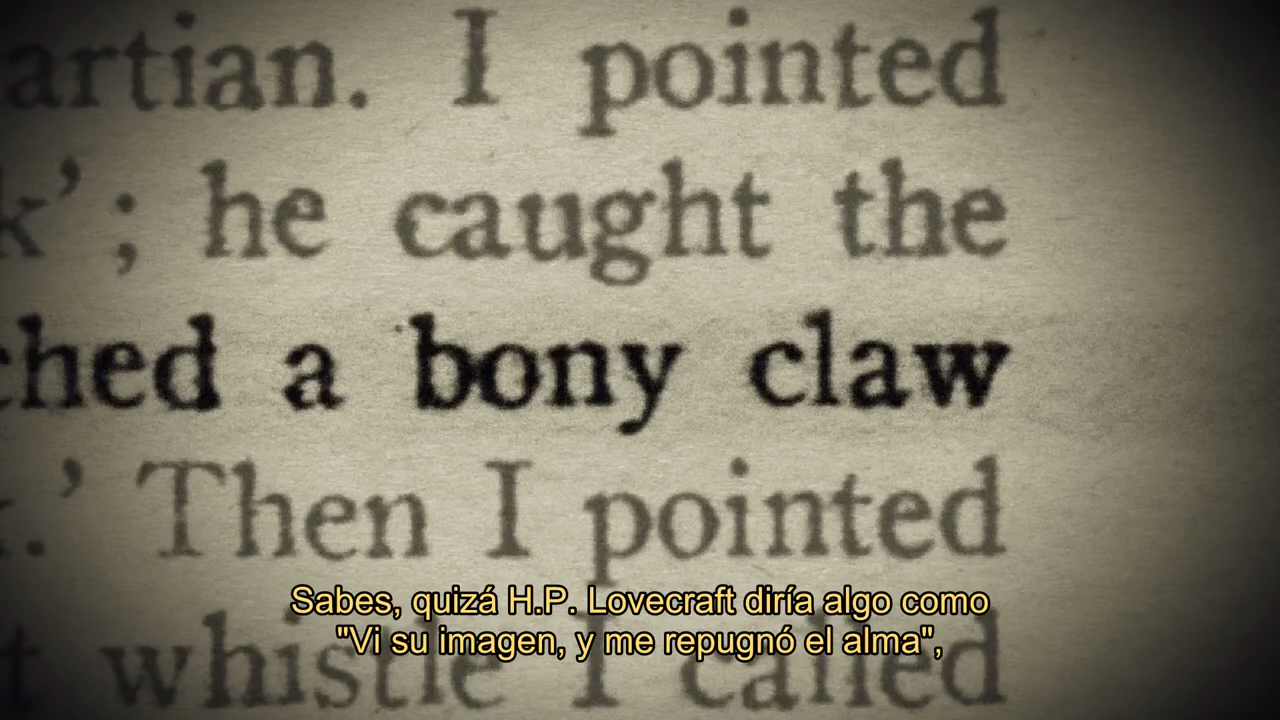 artian. I pointed
k'; he caught the
ched a bony claw
.' Then I pointed
t whistle I called
Sabes, quizá H.P. Lovecraft diría algo como
"Vi su imagen, y me repugnó el alma",